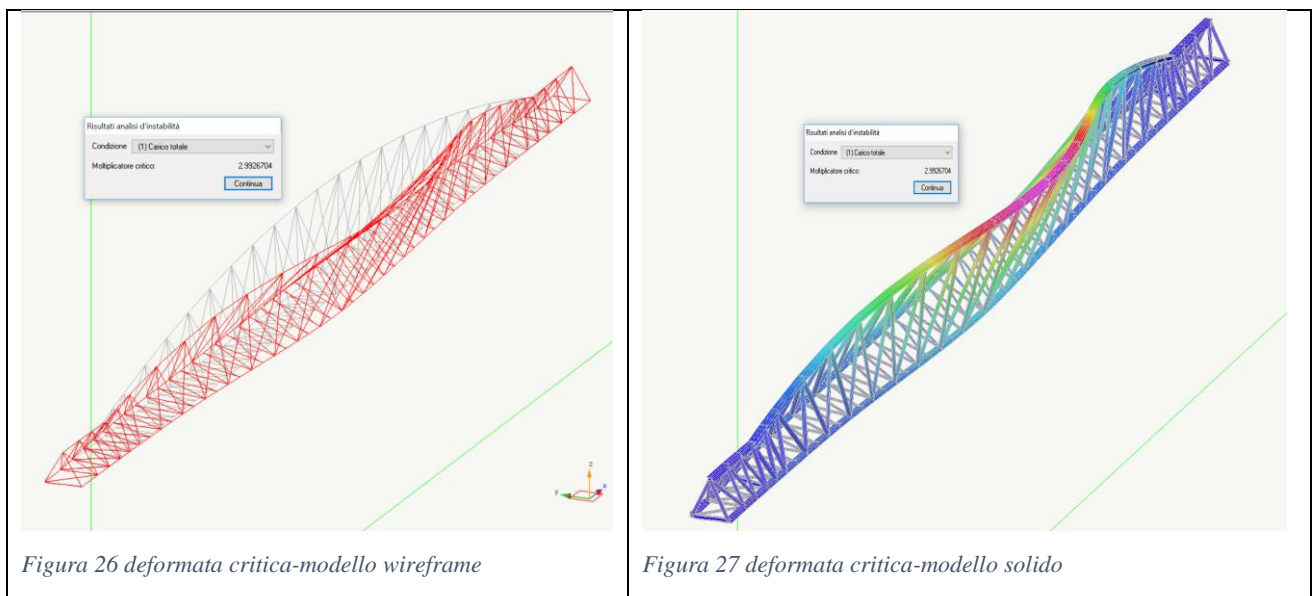 Risultati analisi d'instabilità
Condizione (1) Carico totale
Moltiplicatore critico: 2.9926704
Continua
z
y
x
Figura 26 deformata critica-modello wireframe
Risultati analisi d'instabilità
Condizione (1) Carico totale
Moltiplicatore critico: 2.9926704
Continua
Figura 27 deformata critica-modello solido